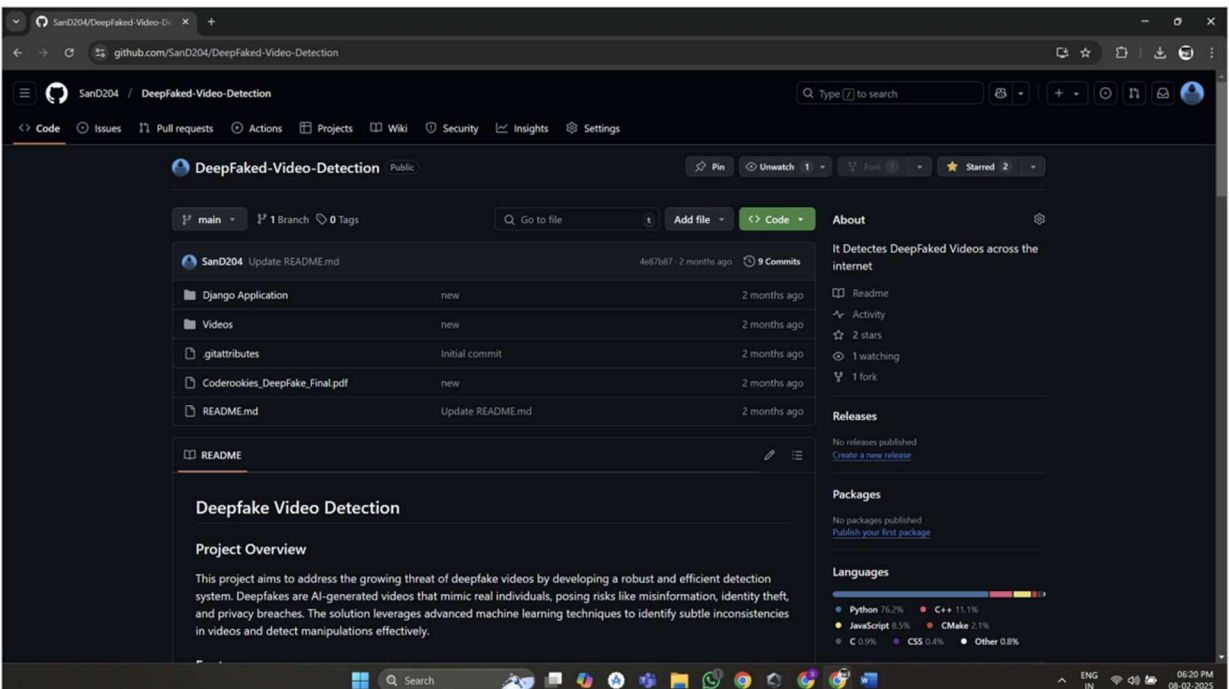 SanD204/DeepFaked-Video-De
github.com/SanD204/DeepFaked-Video-Detection
SanD204 / DeepFaked-Video-Detection
Type / to search
Code Issues Pull requests Actions Projects Wiki Security Insights Settings
DeepFaked-Video-Detection Public
Pin Unwatch 1 Fork 1 Starred 2
main 1 Branch 0 Tags Go to file t Add file Code
SanD204 Update README.md 4e87b87 · 2 months ago 9 Commits
Django Application new 2 months ago
Videos new 2 months ago
.gitattributes Initial commit 2 months ago
Coderookies_DeepFake_Final.pdf new 2 months ago
README.md Update README.md 2 months ago
README
Deepfake Video Detection
Project Overview
This project aims to address the growing threat of deepfake videos by developing a robust and efficient detection
system. Deepfakes are AI-generated videos that mimic real individuals, posing risks like misinformation, identity theft,
and privacy breaches. The solution leverages advanced machine learning techniques to identify subtle inconsistencies
in videos and detect manipulations effectively.
About
It Detectes DeepFaked Videos across the
internet
Readme
Activity
2 stars
1 watching
1 fork
Releases
No releases published
Create a new release
Packages
No packages published
Publish your first package
Languages
Python 76.2% C++ 11.1%
JavaScript 8.5% CMake 2.1%
C 0.9% CSS 0.4% Other 0.8%
Search
ENG
IN
06:20 PM
08-02-2025